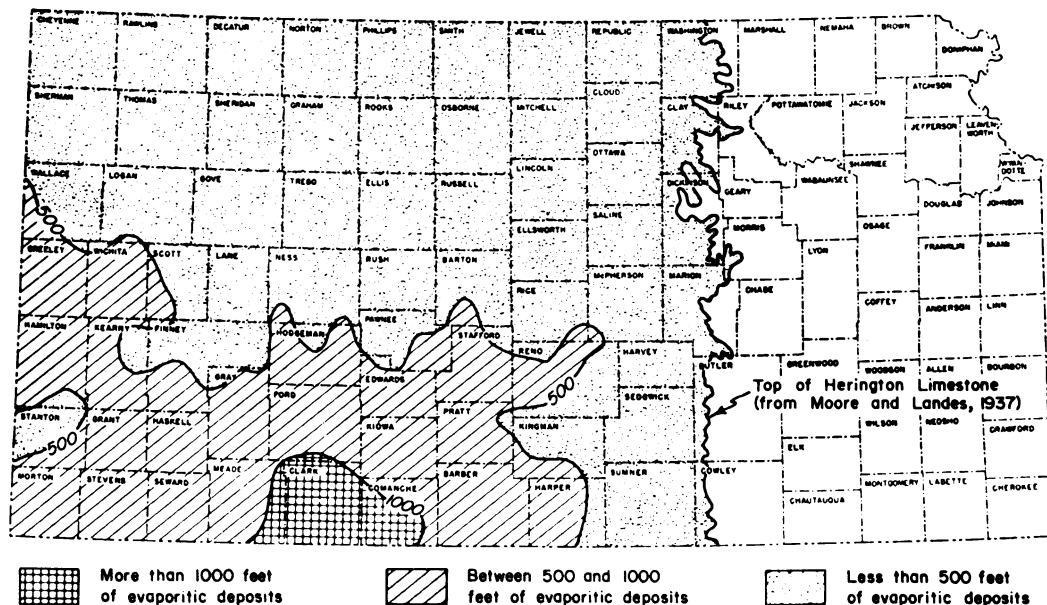 CHEYENNE RAWLINS DECATUR NORTON PHILLIPS SMITH JEWELL REPUBLIC WASHINGTON MARSHALL NEMAHA BROWN
DONIPHAN
SHERMAN THOMAS SHERIDAN GRAHAM ROOKS OSBORNE MITCHELL CLOUD CLAY RILEY POTTAWATOMIE JACKSON ATCHISON
JEFFERSON LEAVEN
WORTH
OTTAWA
WALLACE LOGAN GOVE TREGO ELLIS RUSSELL LINCOLN DICKINSON GEARY WABAUNSEE SHAWNEE WYAN
DOTTE
DOUGLAS JOHNSON
500
SALINE
ELLSWORTH MORRIS OSAGE
GREELEY WICHITA SCOTT LANE NESS RUSH BARTON LYON FRANKLIN MIAMI
McPHERSON MARION
RICE CHASE
COFFEY ANDERSON LINN
HAMILTON KEARNY FINNEY HODGEMAN PAWNEE STAFFORD
RENO HARVEY
BUTLER GREENWOOD WOODSON ALLEN BOURBON
GRAY EDWARDS
500
FORD SEDGWICK
Top of Herington Limestone
(from Moore and Landes, 1937)
STANTON GRANT HASKELL KIOWA PRATT KINGMAN
WILSON NEOSHO CRAWFORD
500
ELK
MORTON STEVENS SEWARD MEADE CLARK COMANCHE BARBER HARPER SUMNER COWLEY
1000
CHAUTAUQUA MONTGOMERY LABETTE CHEROKEE
More than 1000 feet
of evaporitic deposits
Between 500 and 1000
feet of evaporitic deposits
Less than 500 feet
of evaporitic deposits